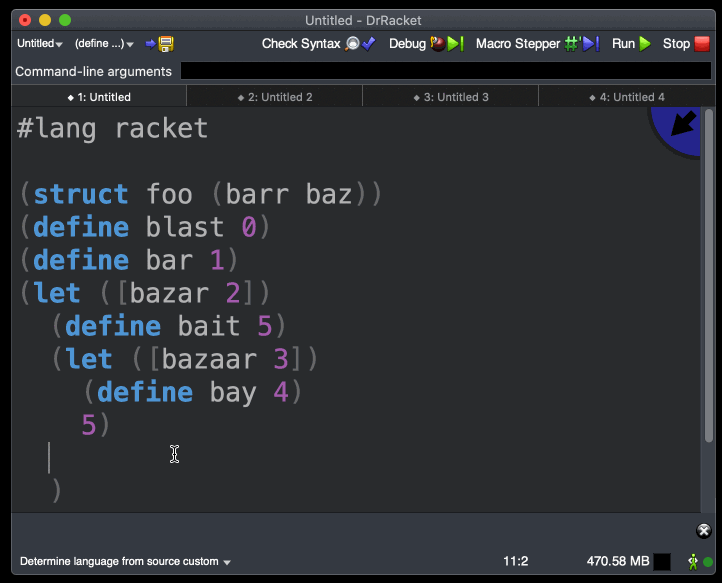 Untitled - DrRacket
Untitled (define ...) Check Syntax Debug Macro Stepper Run Stop
Command-line arguments
1: Untitled 2: Untitled 2 3: Untitled 3 4: Untitled 4
#lang racket
(struct foo (barr baz))
(define blast 0)
(define bar 1)
(let ([bazar 2])
(define bait 5)
(let ([bazaar 3])
(define bay 4)
5)
)
Determine language from source custom 11:2 470.58 MB